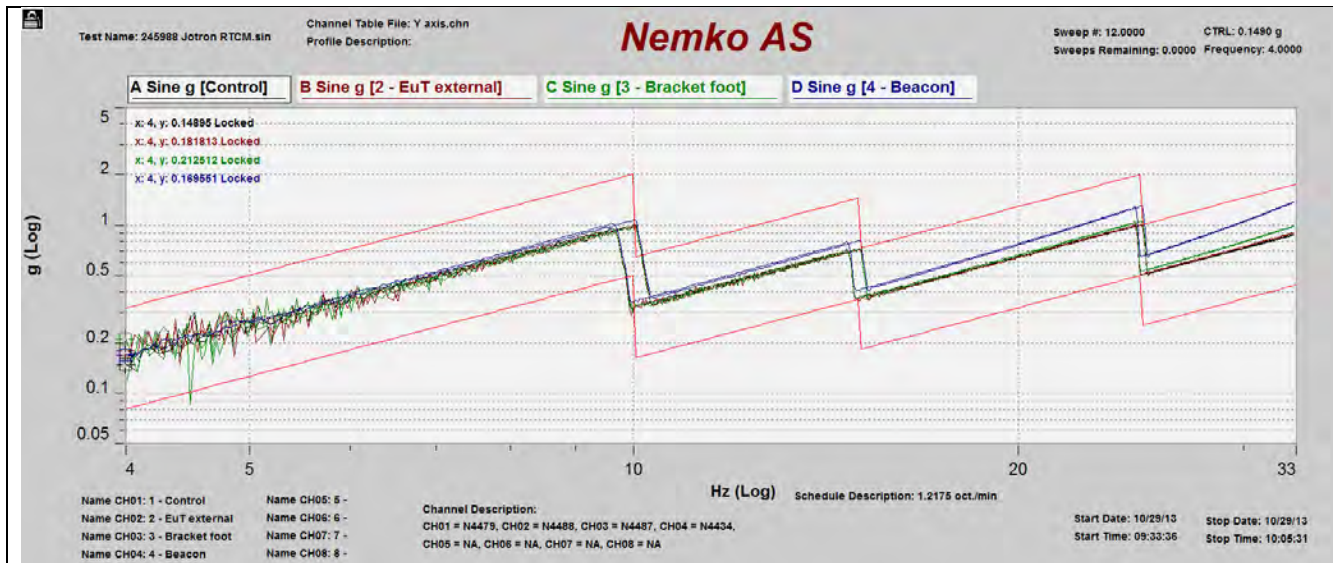 Test Name: 245988 Jotron RTCM.sin
Channel Table File: Y axis.chn
Profile Description:
Nemko AS
Sweep #: 12.0000
CTRL: 0.1490 g
Sweeps Remaining: 0.0000
Frequency: 4.0000
A Sine g [Control]
B Sine g [2 - EuT external]
C Sine g [3 - Bracket foot]
D Sine g [4 - Beacon]
x: 4, y: 0.14895 Locked
x: 4, y: 0.181813 Locked
x: 4, y: 0.212512 Locked
x: 4, y: 0.169551 Locked
g (Log)
5
2
1
0.5
0.2
0.1
0.05
4
5
10
20
33
Hz (Log)
Schedule Description: 1.2175 oct./min
Name CH01: 1 - Control
Name CH02: 2 - EuT external
Name CH03: 3 - Bracket foot
Name CH04: 4 - Beacon
Name CH05: 5 -
Name CH06: 6 -
Name CH07: 7 -
Name CH08: 8 -
Channel Description:
CH01 = N4479, CH02 = N4488, CH03 = N4487, CH04 = N4434,
CH05 = NA, CH06 = NA, CH07 = NA, CH08 = NA
Start Date: 10/29/13
Start Time: 09:33:36
Stop Date: 10/29/13
Stop Time: 10:05:31